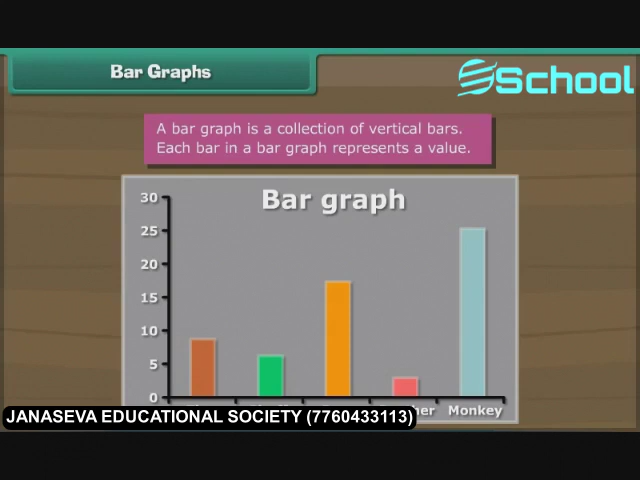 Bar Graphs
School
A bar graph is a collection of vertical bars.
Each bar in a bar graph represents a value.
Bar graph
30
25
20
15
10
5
0
Monkey
JANASEVA EDUCATIONAL SOCIETY (7760433113)